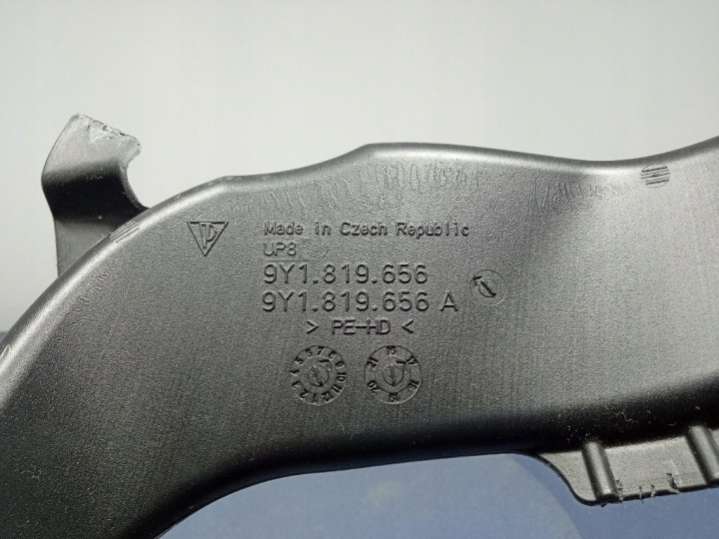 Made in Czech Republic
UP8
9Y1.819.656
9Y1.819.656 A
> PE-HD <